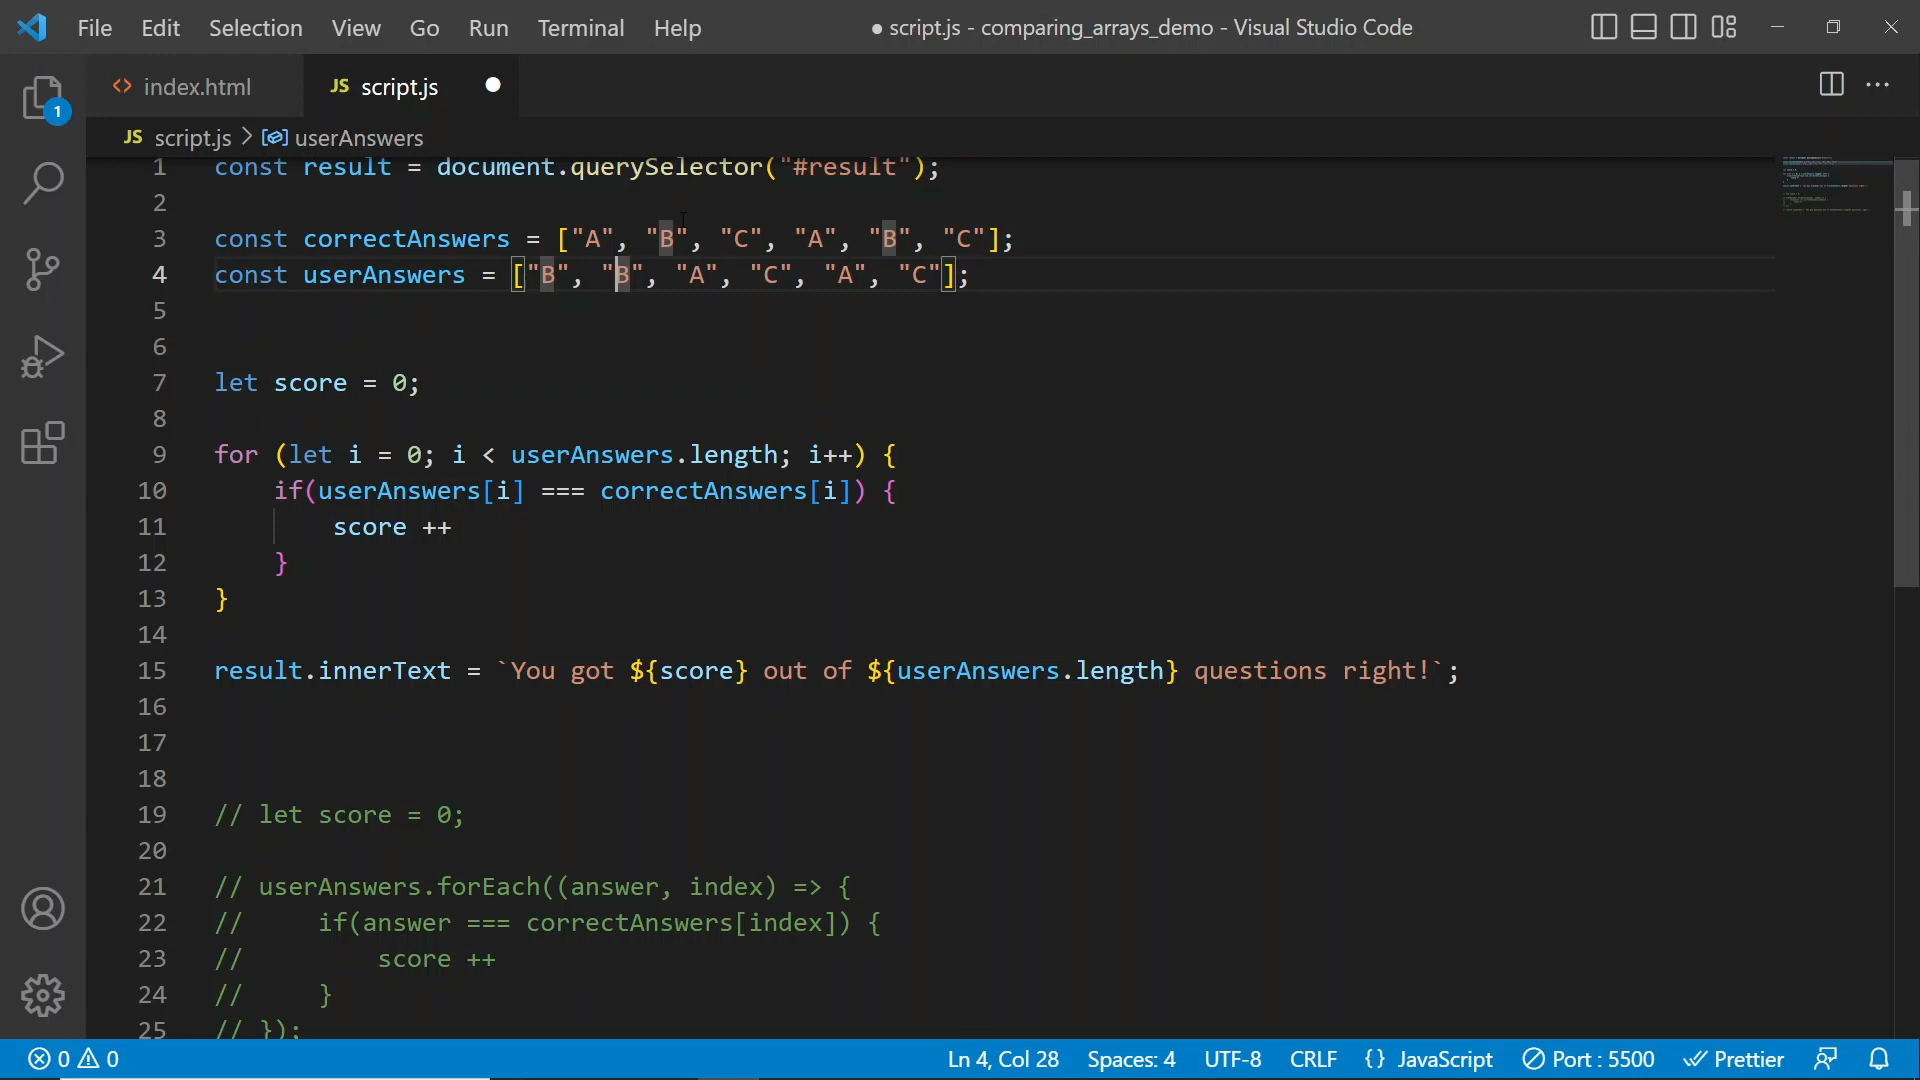 File Edit Selection View Go Run Terminal Help
● script.js - comparing_arrays_demo - Visual Studio Code
1
<> index.html
JS script.js ●
JS script.js > userAnswers
1 const result = document.querySelector("#result");
2
3 const correctAnswers = ["A", "B", "C", "A", "B", "C"];
4 const userAnswers = ["B", "B", "A", "C", "A", "C"];
5
6
7 let score = 0;
8
9 for (let i = 0; i < userAnswers.length; i++) {
10     if(userAnswers[i] === correctAnswers[i]) {
11         score ++
12     }
13 }
14
15 result.innerText = `You got ${score} out of ${userAnswers.length} questions right!`;
16
17
18
19 // let score = 0;
20
21 // userAnswers.forEach((answer, index) => {
22 //     if(answer === correctAnswers[index]) {
23 //         score ++
24 //     }
25 // });
0 0 Ln 4, Col 28 Spaces: 4 UTF-8 CRLF {} JavaScript Port : 5500 Prettier